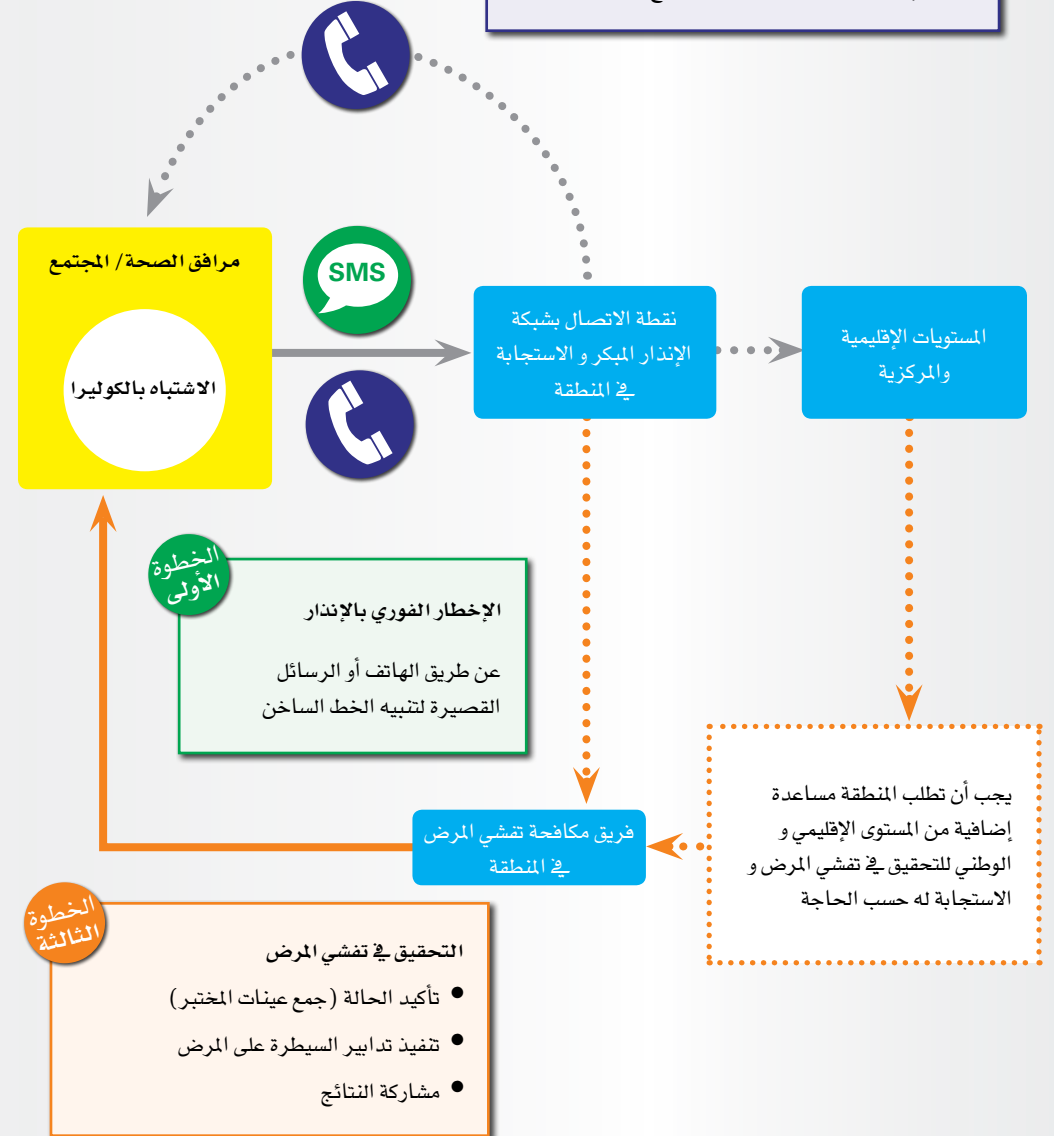 مرافق الصحة/ المجتمع
الاشتباه بالكوليرا
SMS
نقطة الاتصال بشبكة
الإنذار المبكر و الاستجابة
في المنطقة
المستويات الإقليمية
والمركزية
الخطوة
الأولى
الإخطار الفوري بالإنذار
عن طريق الهاتف أو الرسائل
القصيرة لتنبيه الخط الساخن
يجب أن تطلب المنطقة مساعدة
إضافية من المستوى الإقليمي و
الوطني للتحقيق في تفشي المرض و
الاستجابة له حسب الحاجة
فريق مكافحة تفشي المرض
في المنطقة
الخطوة
الثالثة
التحقيق في تفشي المرض
• تأكيد الحالة (جمع عينات المختبر)
• تنفيذ تدابير السيطرة على المرض
• مشاركة النتائج